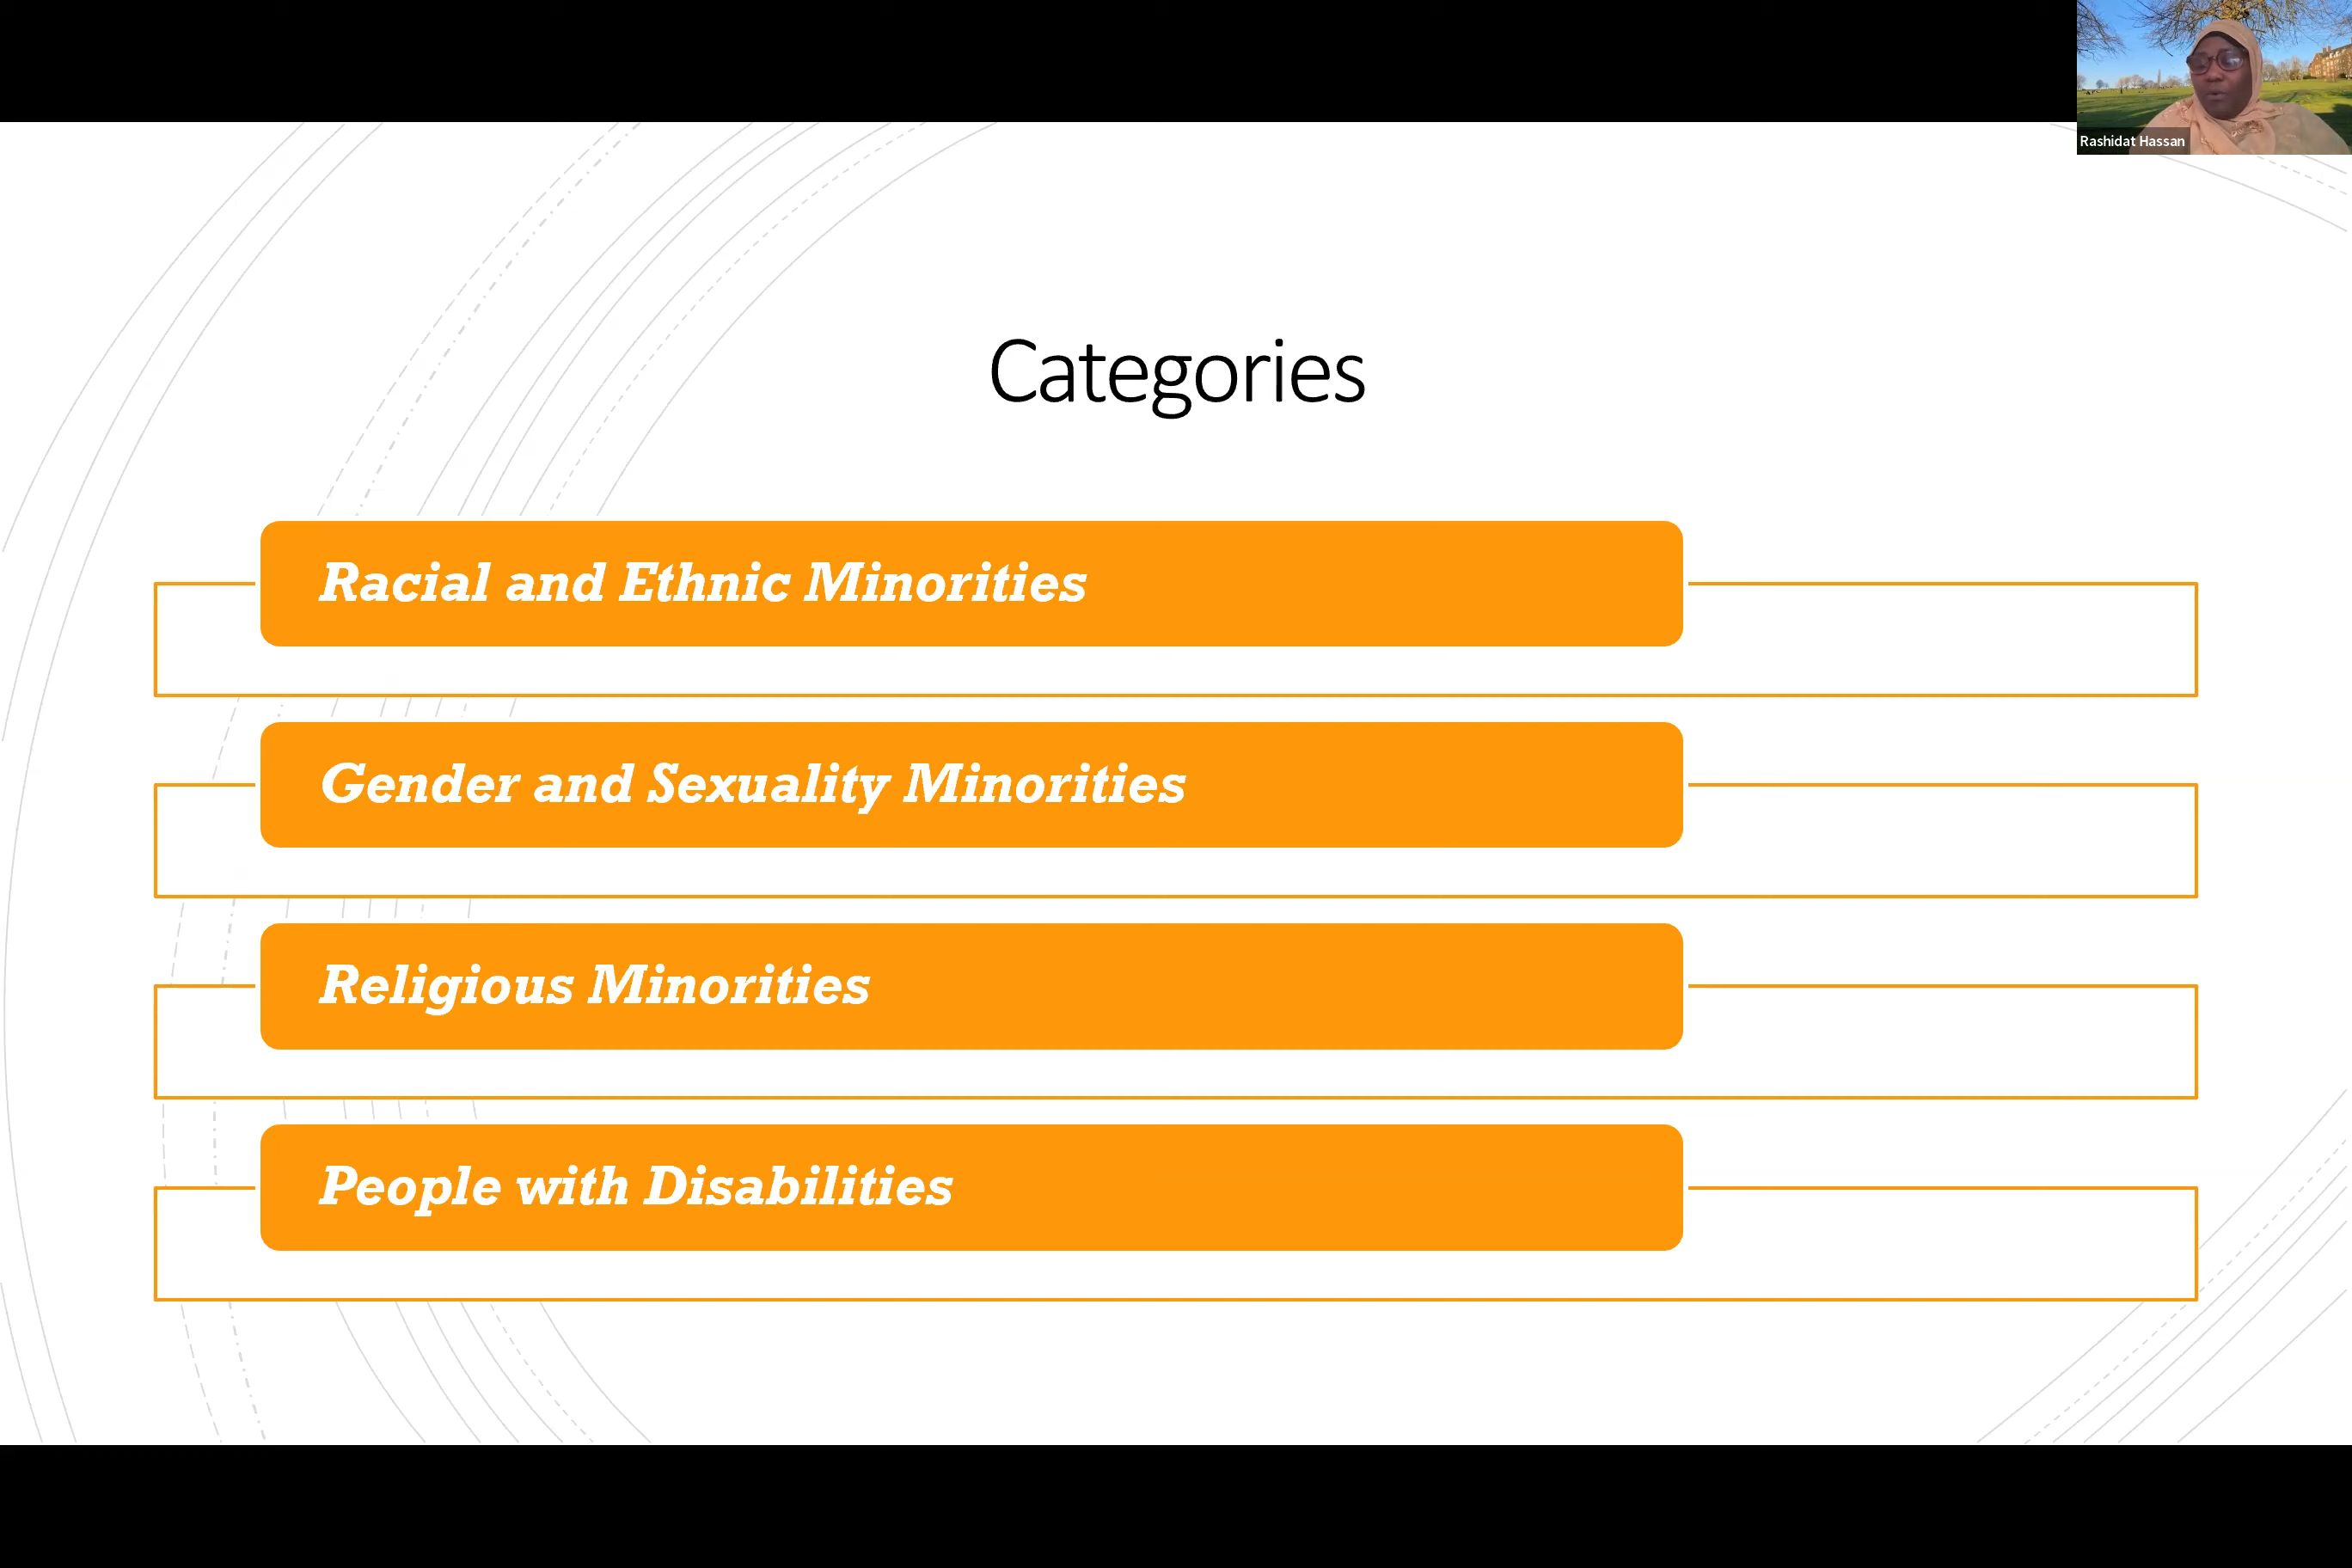 Rashidat Hassan
Categories
Racial and Ethnic Minorities
Gender and Sexuality Minorities
Religious Minorities
People with Disabilities